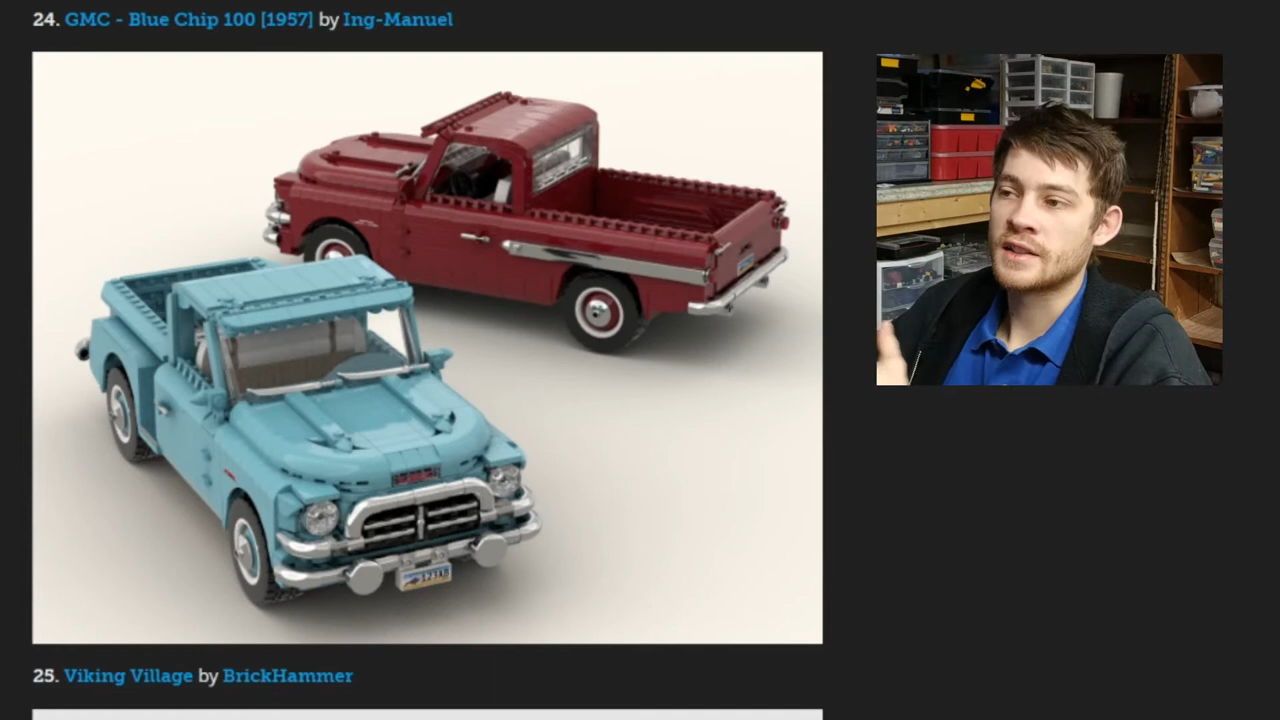 24. GMC - Blue Chip 100 [1957] by Ing-Manuel
25. Viking Village by BrickHammer